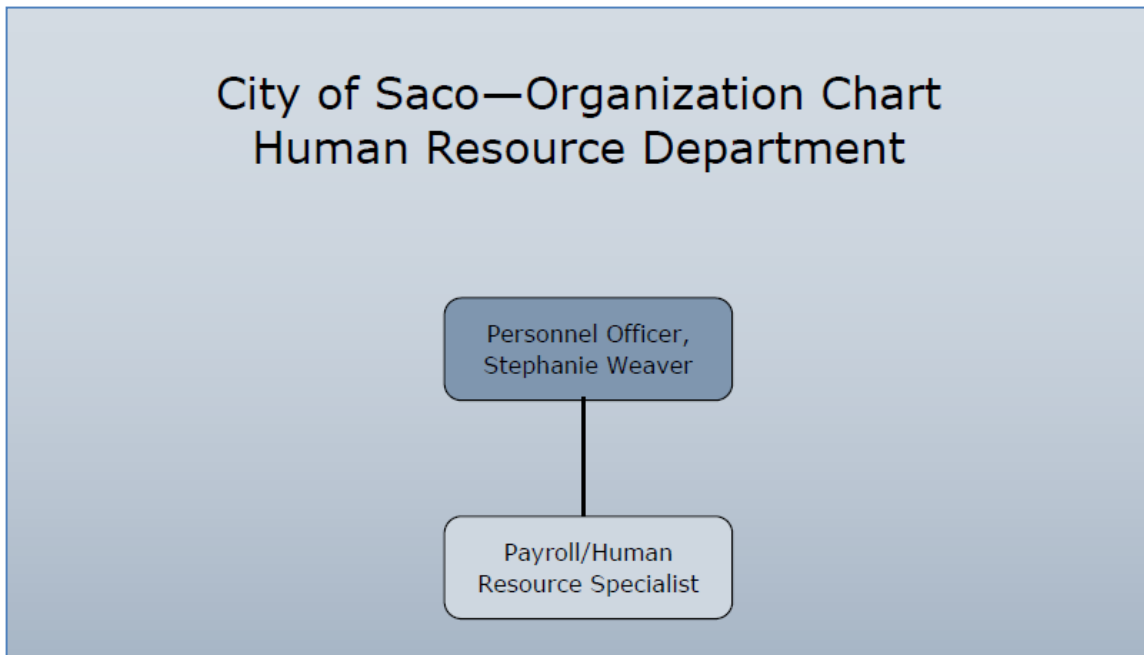 City of Saco—Organization Chart
Human Resource Department
Personnel Officer,
Stephanie Weaver
Payroll/Human
Resource Specialist